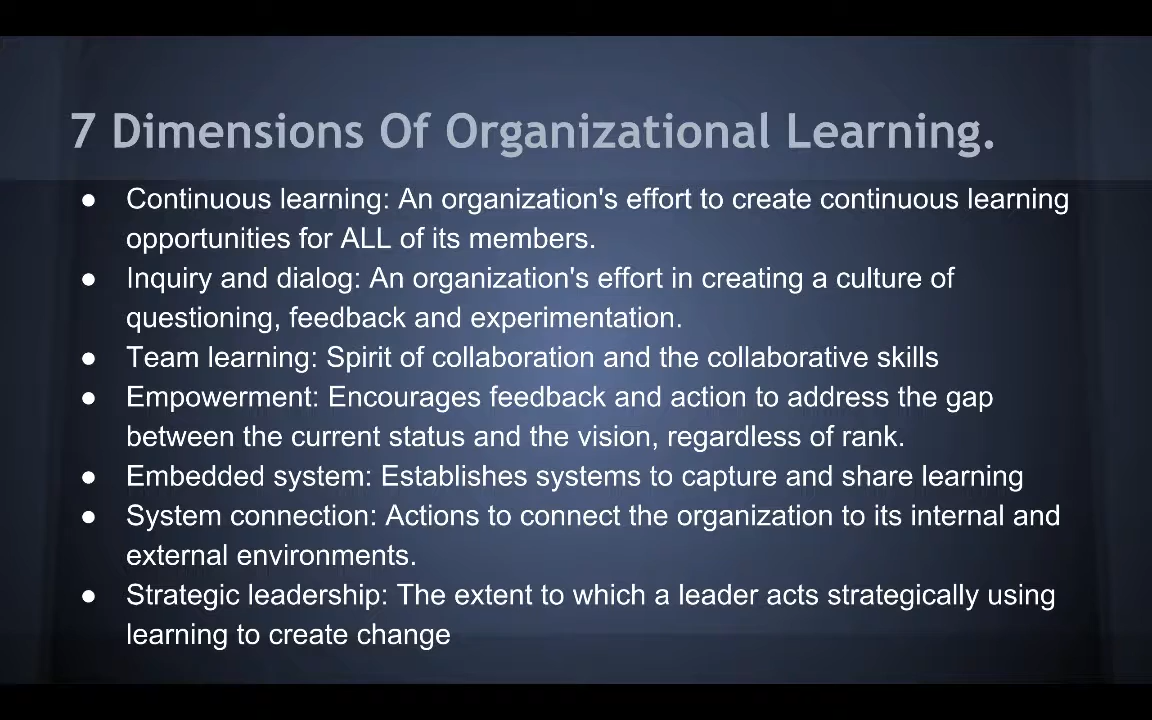 7 Dimensions Of Organizational Learning.
● Continuous learning: An organization's effort to create continuous learning
opportunities for ALL of its members.
● Inquiry and dialog: An organization's effort in creating a culture of
questioning, feedback and experimentation.
● Team learning: Spirit of collaboration and the collaborative skills
● Empowerment: Encourages feedback and action to address the gap
between the current status and the vision, regardless of rank.
● Embedded system: Establishes systems to capture and share learning
● System connection: Actions to connect the organization to its internal and
external environments.
● Strategic leadership: The extent to which a leader acts strategically using
learning to create change